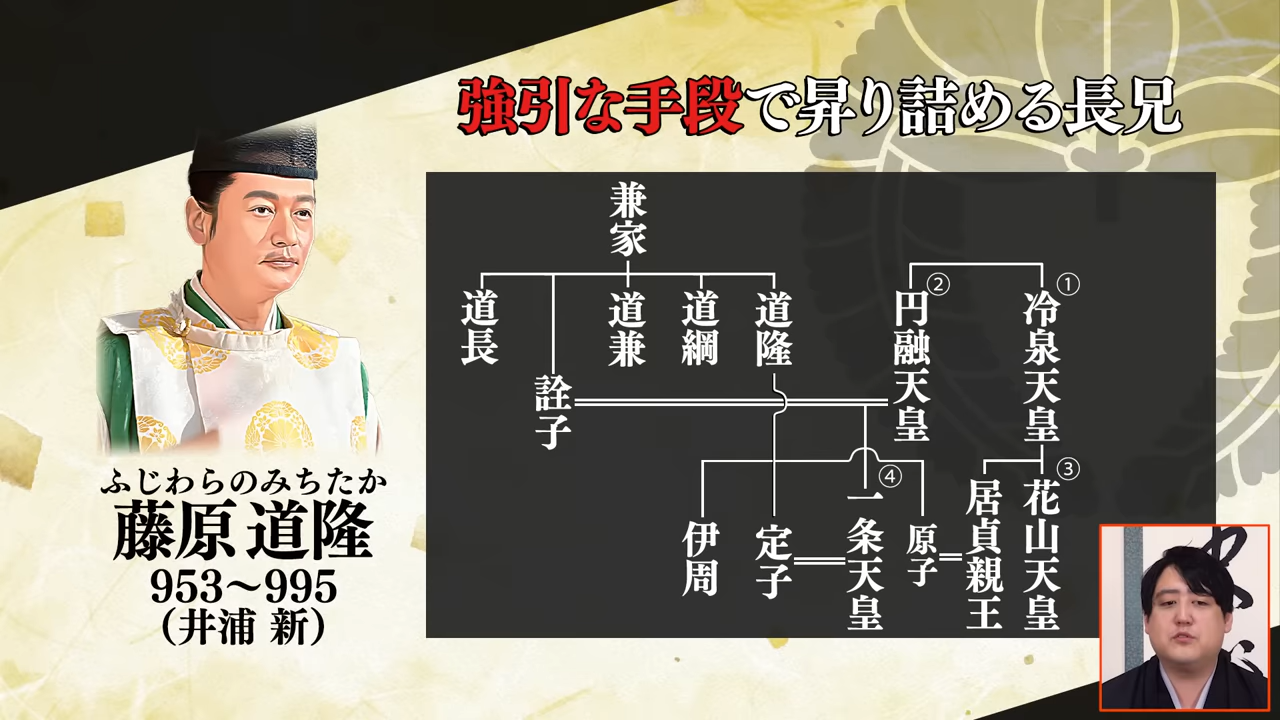 強引な手段で昇り詰める長兄
兼家
道長
詮子
道兼
道綱
道隆
②
円融天皇
①
冷泉天皇
伊周
定子
④
一条天皇
原子
居貞親王
③
花山天皇
ふじわらのみちたか
藤原 道隆
953～995
（井浦 新）